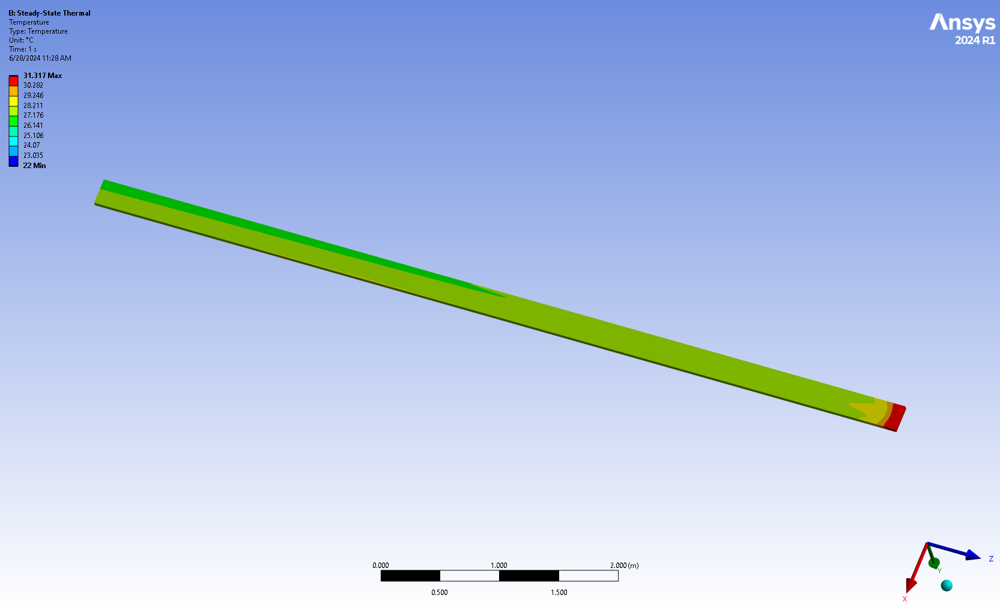 B: Steady-State Thermal
Temperature
Type: Temperature
Unit: °C
Time: 1 s
6/28/2024 11:28 AM
31.317 Max
30.282
29.246
28.211
27.176
26.141
25.106
24.07
23.035
22 Min
Ansys
2024 R1
0.000 1.000 2.000 (m)
0.500 1.500
Z
Y
X